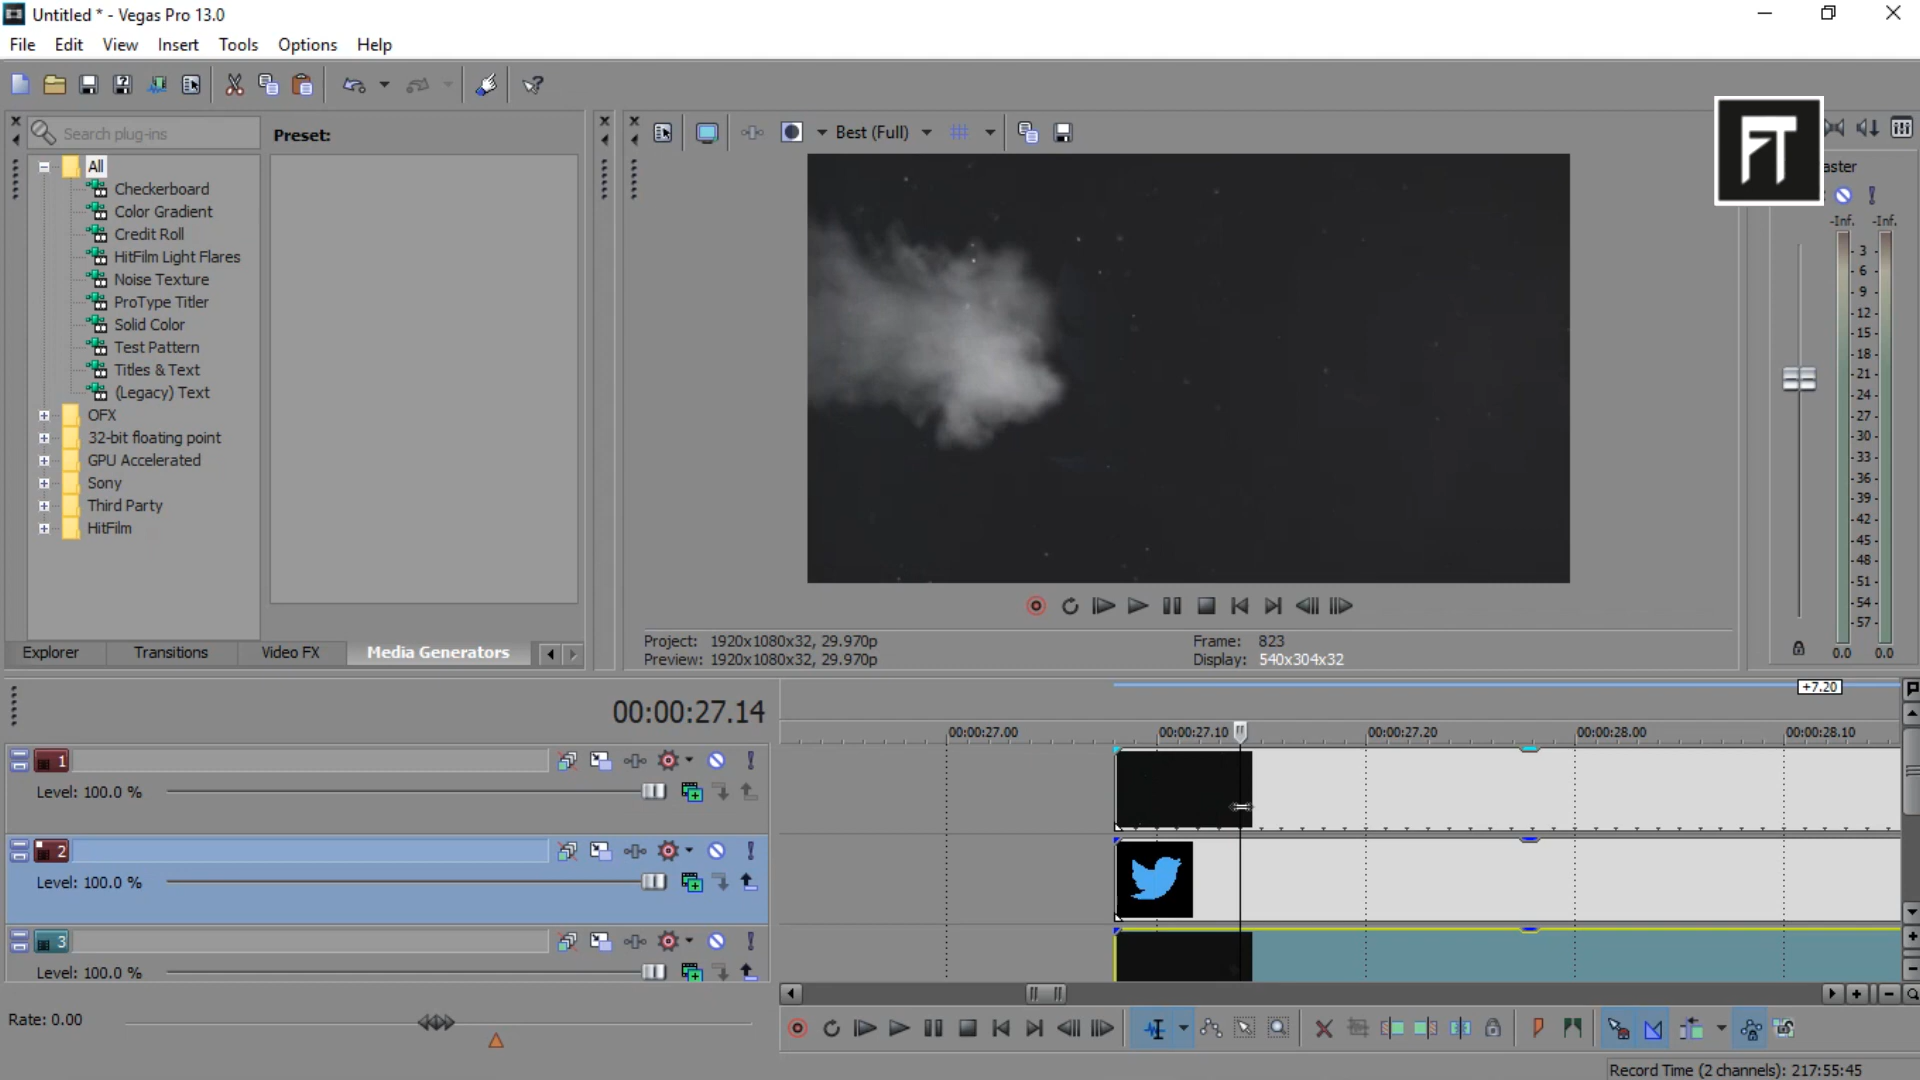 Untitled * - Vegas Pro 13.0
File Edit View Insert Tools Options Help
Search plug-ins
Preset:
All
Checkerboard
Color Gradient
Credit Roll
HitFilm Light Flares
Noise Texture
ProType Titler
Solid Color
Test Pattern
Titles & Text
(Legacy) Text
OFX
32-bit floating point
GPU Accelerated
Sony
Third Party
HitFilm
Explorer Transitions Video FX Media Generators
Best (Full)
FT
aster
-Inf. -Inf.
3
6
9
12
15
18
21
24
27
30
33
36
39
42
45
48
51
54
57
0.0 0.0
Project: 1920x1080x32, 29.970p Frame: 823
Preview: 1920x1080x32, 29.970p Display: 540x304x32
+7.20
00:00:27.14
00:00:27.00 00:00:27.10 00:00:27.20 00:00:28.00 00:00:28.10
1
Level: 100.0 %
2
Level: 100.0 %
3
Level: 100.0 %
Rate: 0.00
Record Time (2 channels): 217:55:45